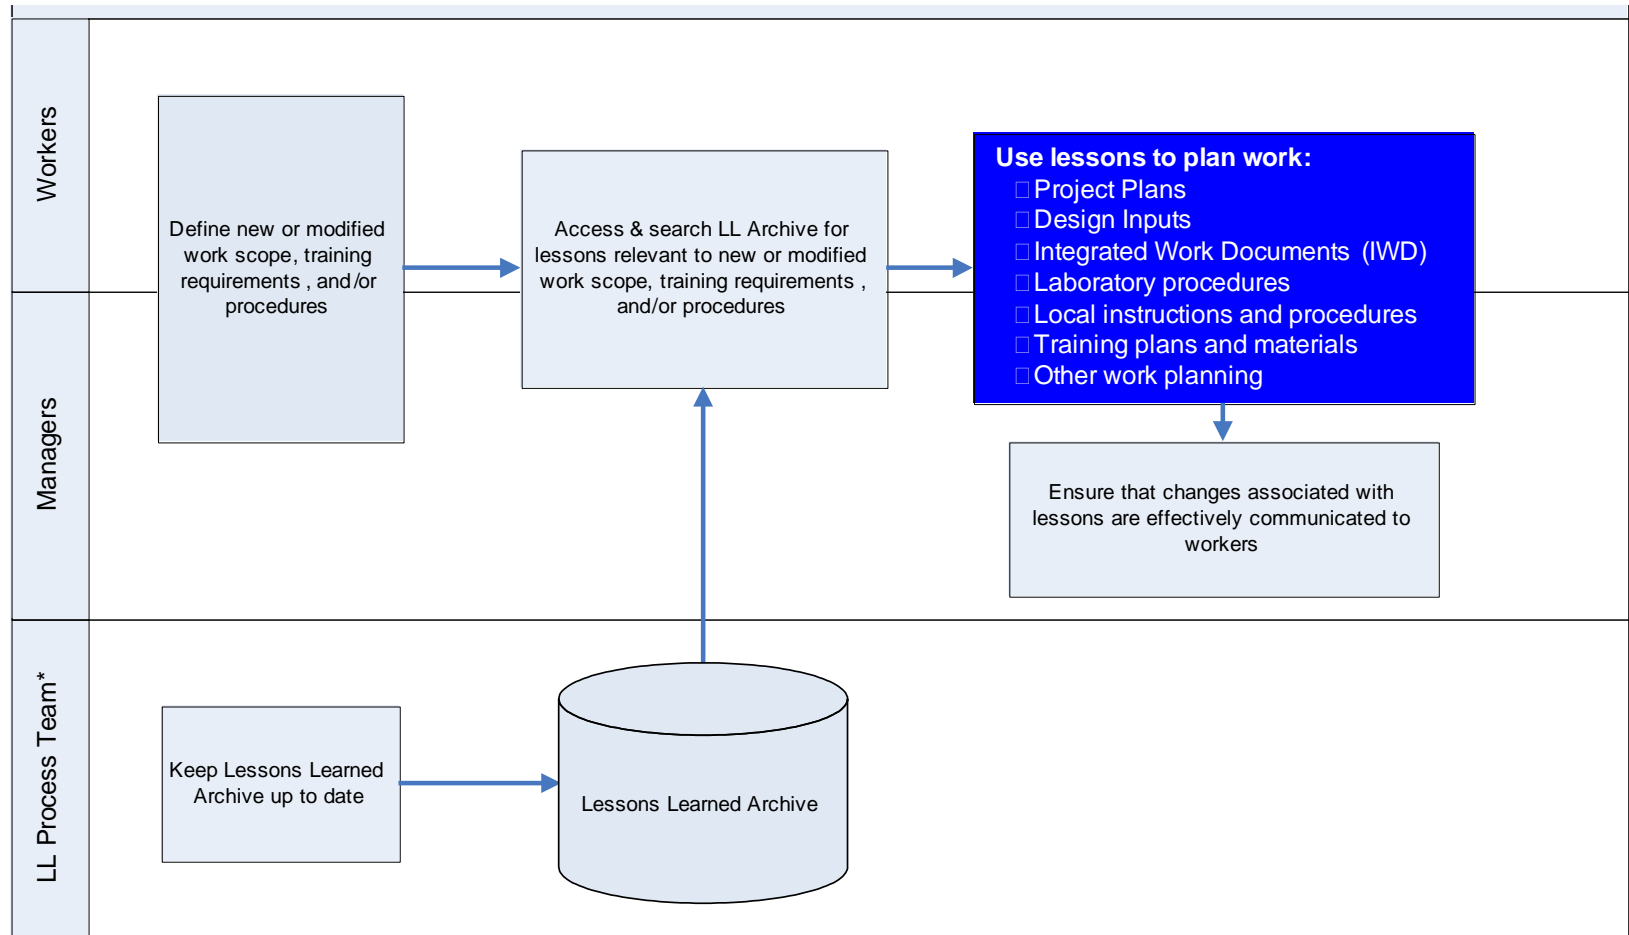 Workers
Define new or modified
work scope, training
requirements , and/or
procedures
Access & search LL Archive for
lessons relevant to new or modified
work scope, training requirements ,
and/or procedures
Use lessons to plan work:
Project Plans
Design Inputs
Integrated Work Documents (IWD)
Laboratory procedures
Local instructions and procedures
Training plans and materials
Other work planning
Managers
Ensure that changes associated with
lessons are effectively communicated to
workers
LL Process Team*
Keep Lessons Learned
Archive up to date
Lessons Learned Archive